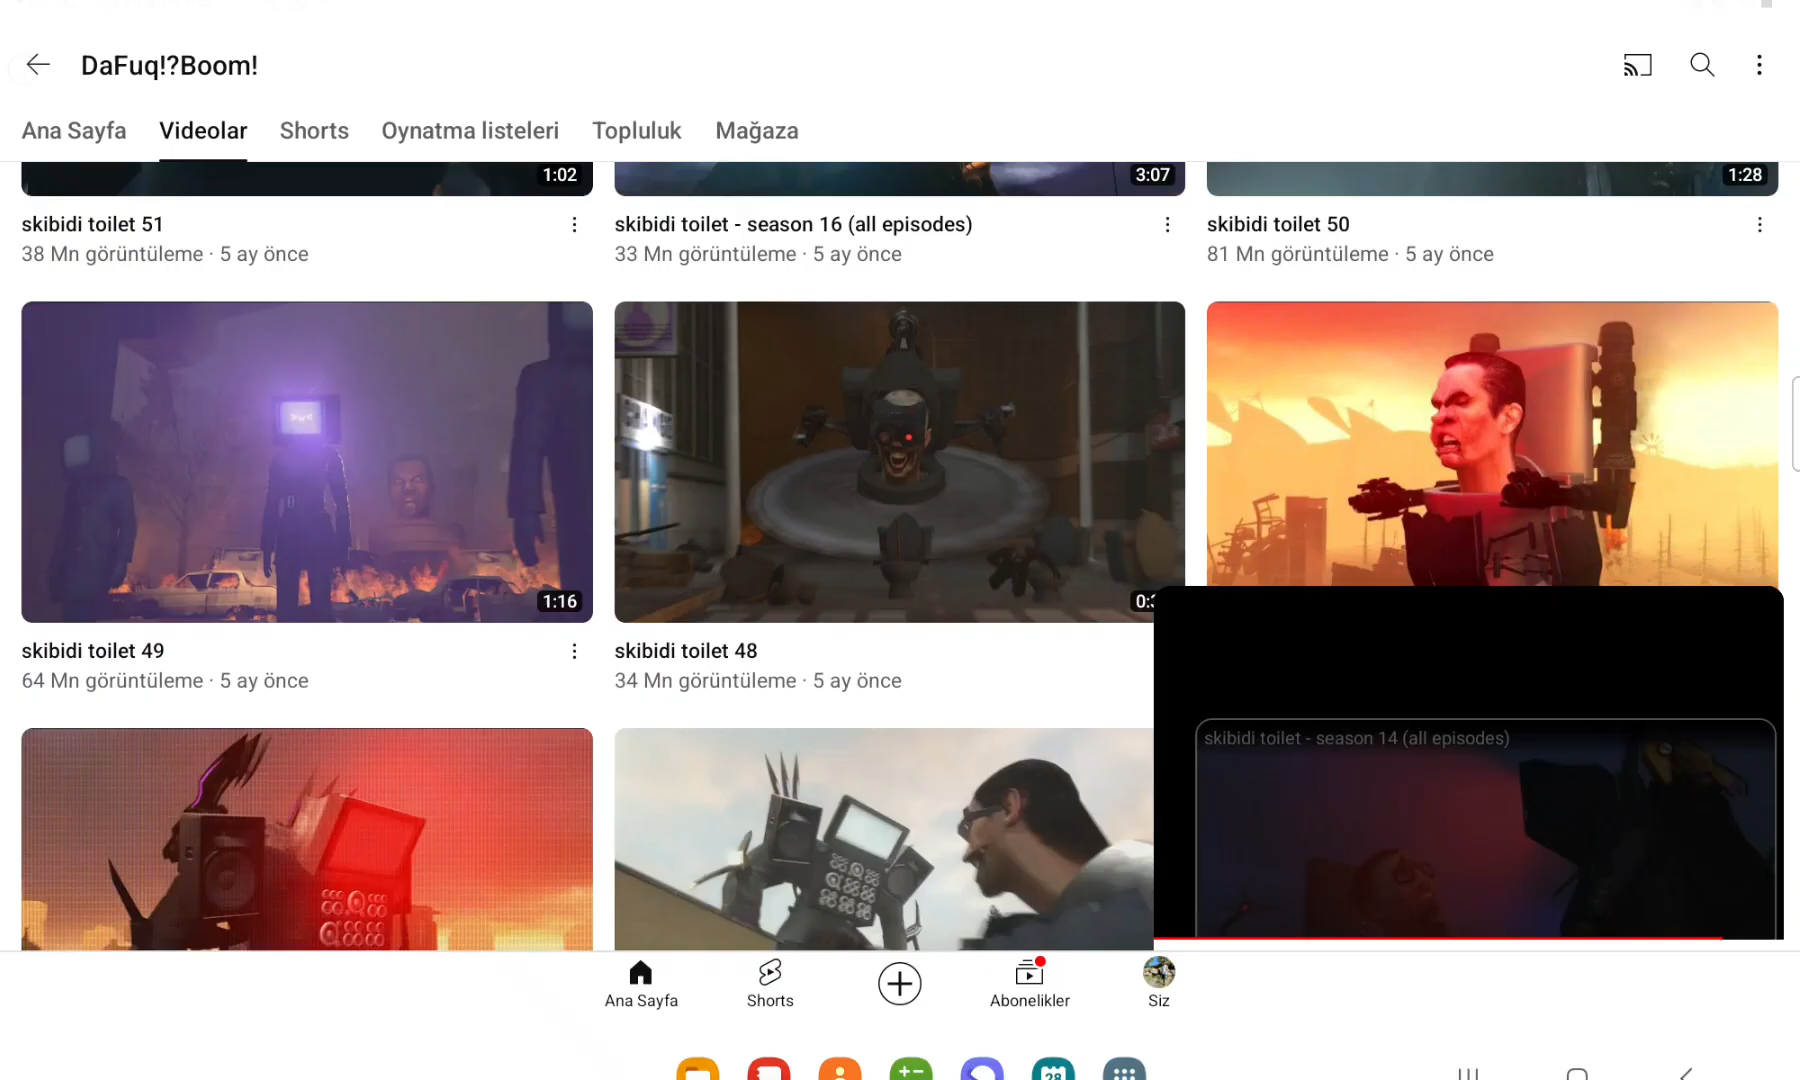 DaFuq!?Boom!
Ana Sayfa Videolar Shorts Oynatma listeleri Topluluk Mağaza
1:02 3:07 1:28
skibidi toilet 51
38 Mn görüntüleme · 5 ay önce
skibidi toilet - season 16 (all episodes)
33 Mn görüntüleme · 5 ay önce
skibidi toilet 50
81 Mn görüntüleme · 5 ay önce
1:16
skibidi toilet 49
64 Mn görüntüleme · 5 ay önce
0:
skibidi toilet 48
34 Mn görüntüleme · 5 ay önce
skibidi toilet - season 14 (all episodes)
Ana Sayfa Shorts Abonelikler Siz
28